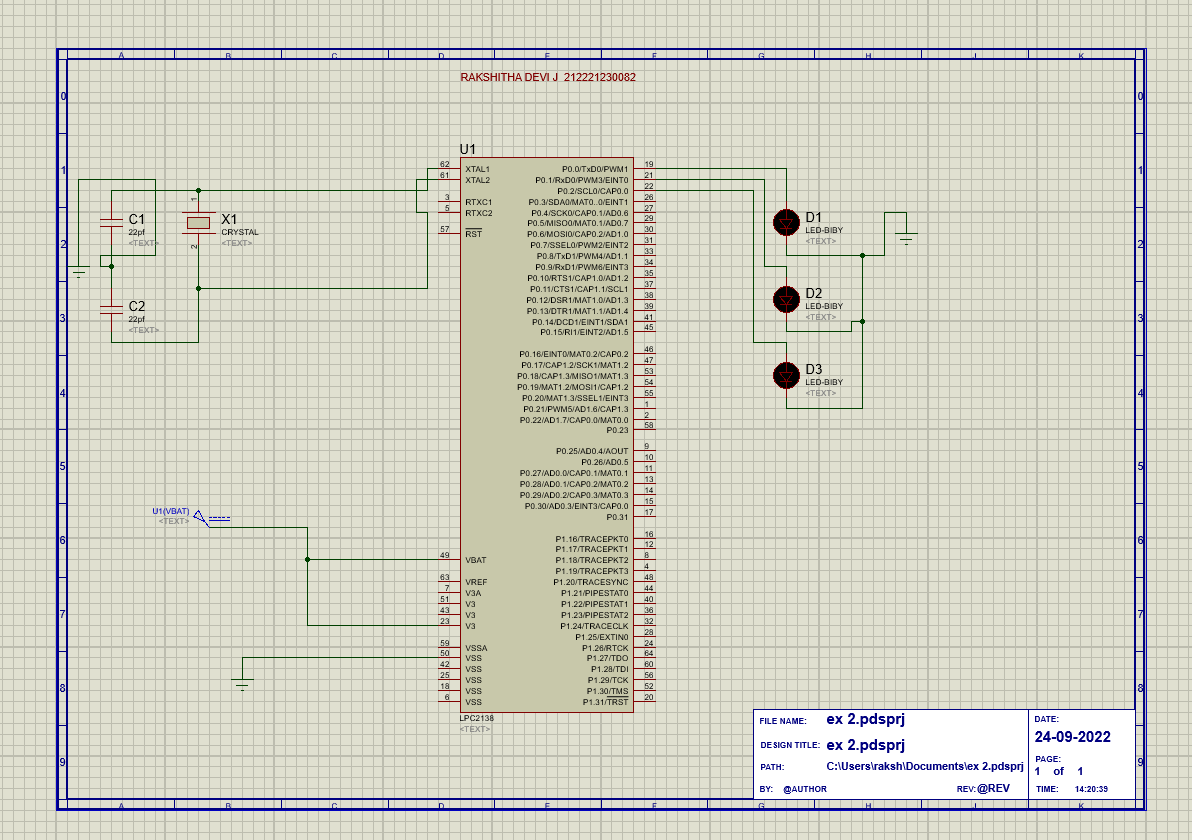 A B C D E F G H K
RAKSHITHA DEVI J 212221230082
0 0
1 1
2 2
3 3
4 4
5 5
6 6
7 7
8 8
9 9
U1
62 XTAL1
61 XTAL2
3 RTXC1
5 RTXC2
57 RST
49 VBAT
63 VREF
7 V3A
51 V3
43 V3
23 V3
59 VSSA
50 VSS
42 VSS
25 VSS
18 VSS
6 VSS
P0.0/TxD0/PWM1 19
P0.1/RxD0/PWM3/EINT0 21
P0.2/SCL0/CAP0.0 22
P0.3/SDA0/MAT0..0/EINT1 26
P0.4/SCK0/CAP0.1/AD0.6 27
P0.5/MISO0/MAT0.1/AD0.7 29
P0.6/MOSI0/CAP0.2/AD1.0 30
P0.7/SSEL0/PWM2/EINT2 31
P0.8/TxD1/PWM4/AD1.1 33
P0.9/RxD1/PWM6/EINT3 34
P0.10/RTS1/CAP1.0/AD1.2 35
P0.11/CTS1/CAP1.1/SCL1 37
P0.12/DSR1/MAT1.0/AD1.3 38
P0.13/DTR1/MAT1.1/AD1.4 39
P0.14/DCD1/EINT1/SDA1 41
P0.15/RI1/EINT2/AD1.5 45
P0.16/EINT0/MAT0.2/CAP0.2 46
P0.17/CAP1.2/SCK1/MAT1.2 47
P0.18/CAP1.3/MISO1/MAT1.3 53
P0.19/MAT1.2/MOSI1/CAP1.2 54
P0.20/MAT1.3/SSEL1/EINT3 55
P0.21/PWM5/AD1.6/CAP1.3 1
P0.22/AD1.7/CAP0.0/MAT0.0 2
P0.23 58
P0.25/AD0.4/AOUT 9
P0.26/AD0.5 10
P0.27/AD0.0/CAP0.1/MAT0.1 11
P0.28/AD0.1/CAP0.2/MAT0.2 13
P0.29/AD0.2/CAP0.3/MAT0.3 14
P0.30/AD0.3/EINT3/CAP0.0 15
P0.31 17
P1.16/TRACEPKT0 16
P1.17/TRACEPKT1 12
P1.18/TRACEPKT2 8
P1.19/TRACEPKT3 4
P1.20/TRACESYNC 48
P1.21/PIPESTAT0 44
P1.22/PIPESTAT1 40
P1.23/PIPESTAT2 36
P1.24/TRACECLK 32
P1.25/EXTIN0 28
P1.26/RTCK 24
P1.27/TDO 64
P1.28/TDI 60
P1.29/TCK 56
P1.30/TMS 52
P1.31/TRST 20
LPC2138
<TEXT>
C1
22pf
<TEXT>
1
X1
CRYSTAL
<TEXT>
2
C2
22pf
<TEXT>
U1(VBAT)
<TEXT>
D1
LED-BIBY
<TEXT>
D2
LED-BIBY
<TEXT>
D3
LED-BIBY
<TEXT>
FILE NAME: ex 2.pdsprj
DESIGN TITLE: ex 2.pdsprj
PATH: C:\Users\raksh\Documents\ex 2.pdsprj
BY: @AUTHOR REV:@REV
DATE:
24-09-2022
PAGE:
1 of 1
TIME: 14:20:39
A B C D E F G H K